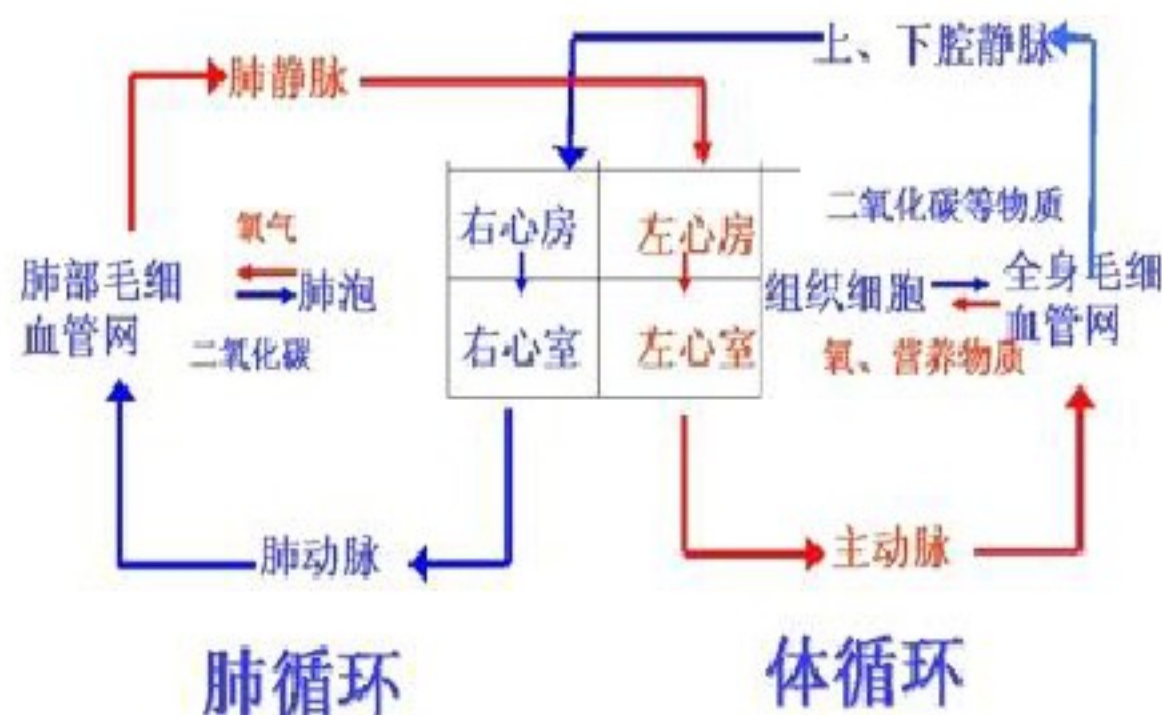 上、下腔静脉
肺静脉
右心房
左心房
二氧化碳等物质
氧气
肺部毛细
血管网
肺泡
组织细胞
全身毛细
血管网
二氧化碳
右心室
左心室
氧、营养物质
肺动脉
主动脉
肺循环
体循环